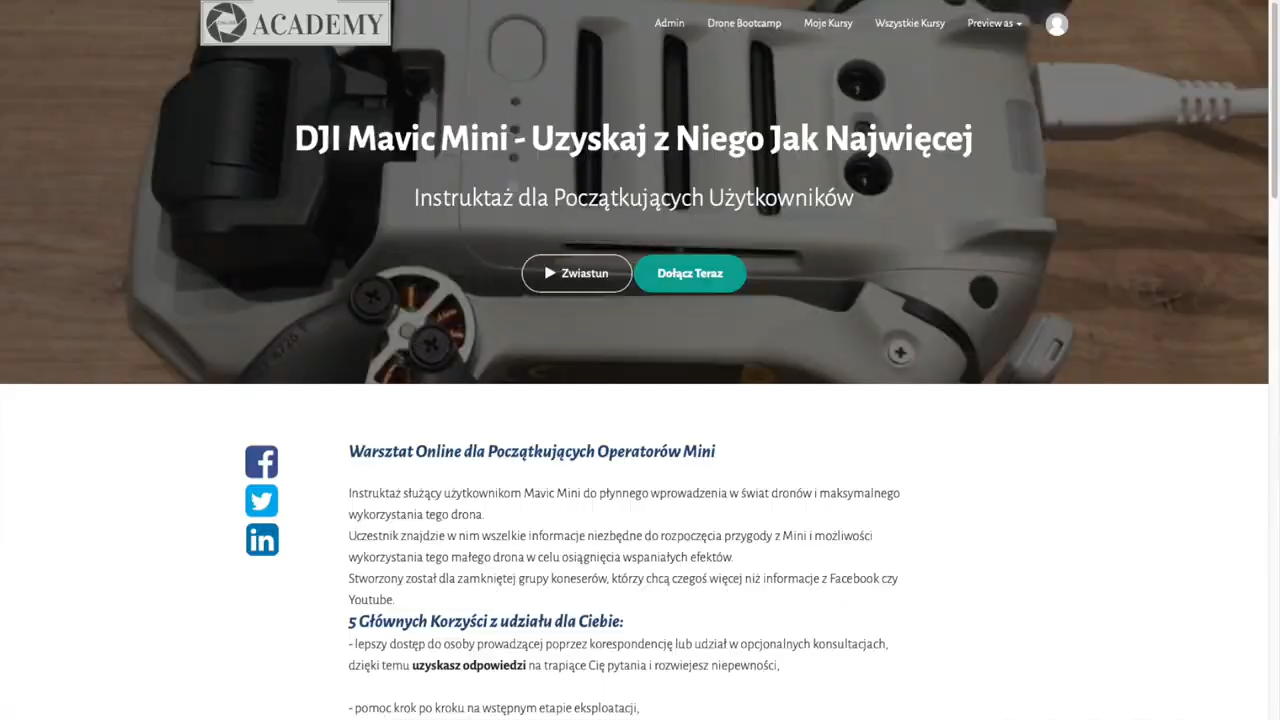 ACADEMY
Admin Drone Bootcamp Moje Kursy Wszystkie Kursy Preview as
DJI Mavic Mini - Uzyskaj z Niego Jak Najwięcej
Instruktaż dla Początkujących Użytkowników
Zwiastun Dołącz Teraz
Warsztat Online dla Początkujących Operatorów Mini
Instruktaż służący użytkownikom Mavic Mini do płynnego wprowadzenia w świat dronów i maksymalnego
wykorzystania tego drona.
Uczestnik znajdzie w nim wszelkie informacje niezbędne do rozpoczęcia przygody z Mini i możliwości
wykorzystania tego małego drona w celu osiągnięcia wspaniałych efektów.
Stworzony został dla zamkniętej grupy koneserów, którzy chcą czegoś więcej niż informacje z Facebook czy
Youtube.
5 Głównych Korzyści z udziału dla Ciebie:
- lepszy dostęp do osoby prowadzącej poprzez korespondencję lub udział w opcjonalnych konsultacjach,
dzięki temu uzyskasz odpowiedzi na trapiące Cię pytania i rozwiejesz niepewności,
- pomoc krok po kroku na wstępnym etapie eksploatacji,